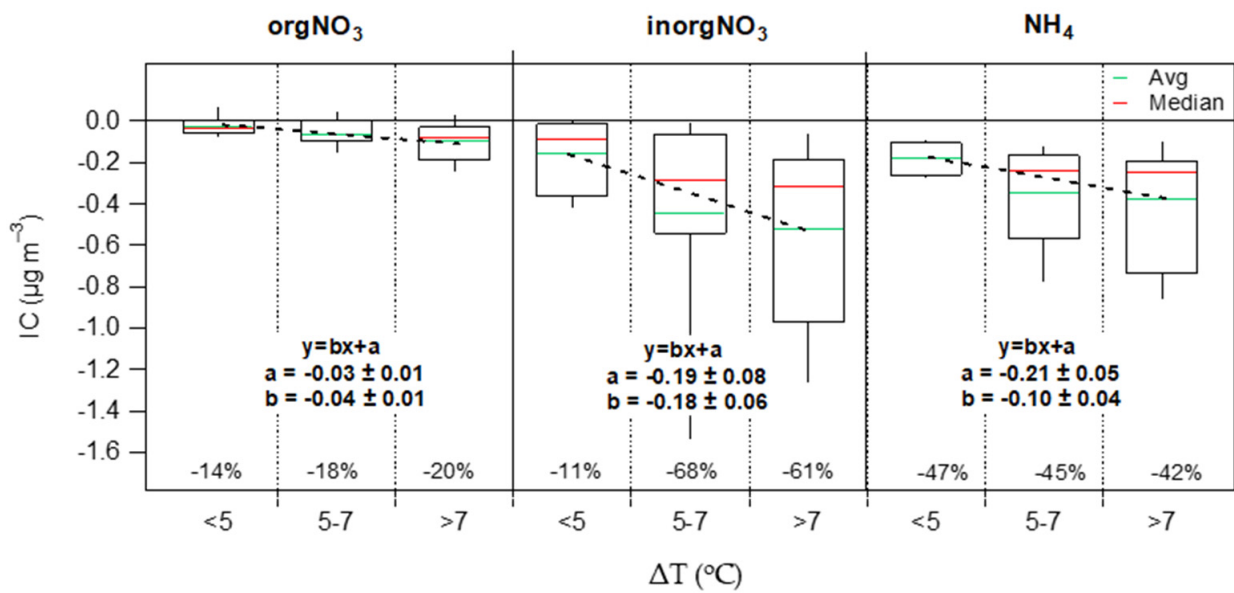 orgNO₃ inorgNO₃ NH₄
Avg
Median
IC (µg m⁻³)
0.0
-0.2
-0.4
-0.6
-0.8
-1.0
-1.2
-1.4
-1.6
y=bx+a
a = -0.03 ± 0.01
b = -0.04 ± 0.01
y=bx+a
a = -0.19 ± 0.08
b = -0.18 ± 0.06
y=bx+a
a = -0.21 ± 0.05
b = -0.10 ± 0.04
-14% -18% -20% -11% -68% -61% -47% -45% -42%
<5 5-7 >7 <5 5-7 >7 <5 5-7 >7
ΔT (°C)